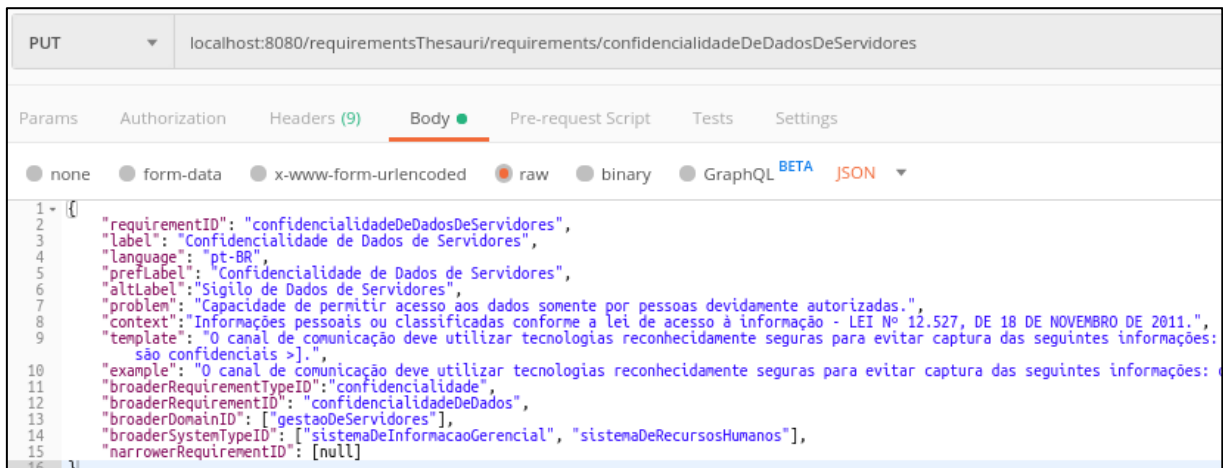 PUT localhost:8080/requirementsThesauri/requirements/confidencialidadeDeDadosDeServidores
Params Authorization Headers (9) Body Pre-request Script Tests Settings
none form-data x-www-form-urlencoded raw binary GraphQL BETA JSON
1 {
2 "requirementID": "confidencialidadeDeDadosDeServidores",
3 "label": "Confidencialidade de Dados de Servidores",
4 "language": "pt-BR",
5 "prefLabel": "Confidencialidade de Dados de Servidores",
6 "altLabel":"Sigilo de Dados de Servidores",
7 "problem": "Capacidade de permitir acesso aos dados somente por pessoas devidamente autorizadas.",
8 "context":"Informações pessoais ou classificadas conforme a lei de acesso à informação - LEI Nº 12.527, DE 18 DE NOVEMBRO DE 2011.",
9 "template": "O canal de comunicação deve utilizar tecnologias reconhecidamente seguras para evitar captura das seguintes informações:
são confidenciais >].",
10 "example": "O canal de comunicação deve utilizar tecnologias reconhecidamente seguras para evitar captura das seguintes informações:
11 "broaderRequirementTypeID":"confidencialidade",
12 "broaderRequirementID": "confidencialidadeDeDados",
13 "broaderDomainID": ["gestaoDeServidores"],
14 "broaderSystemTypeID": ["sistemaDeInformacaoGerencial", "sistemaDeRecursosHumanos"],
15 "narrowerRequirementID": [null]
16 }